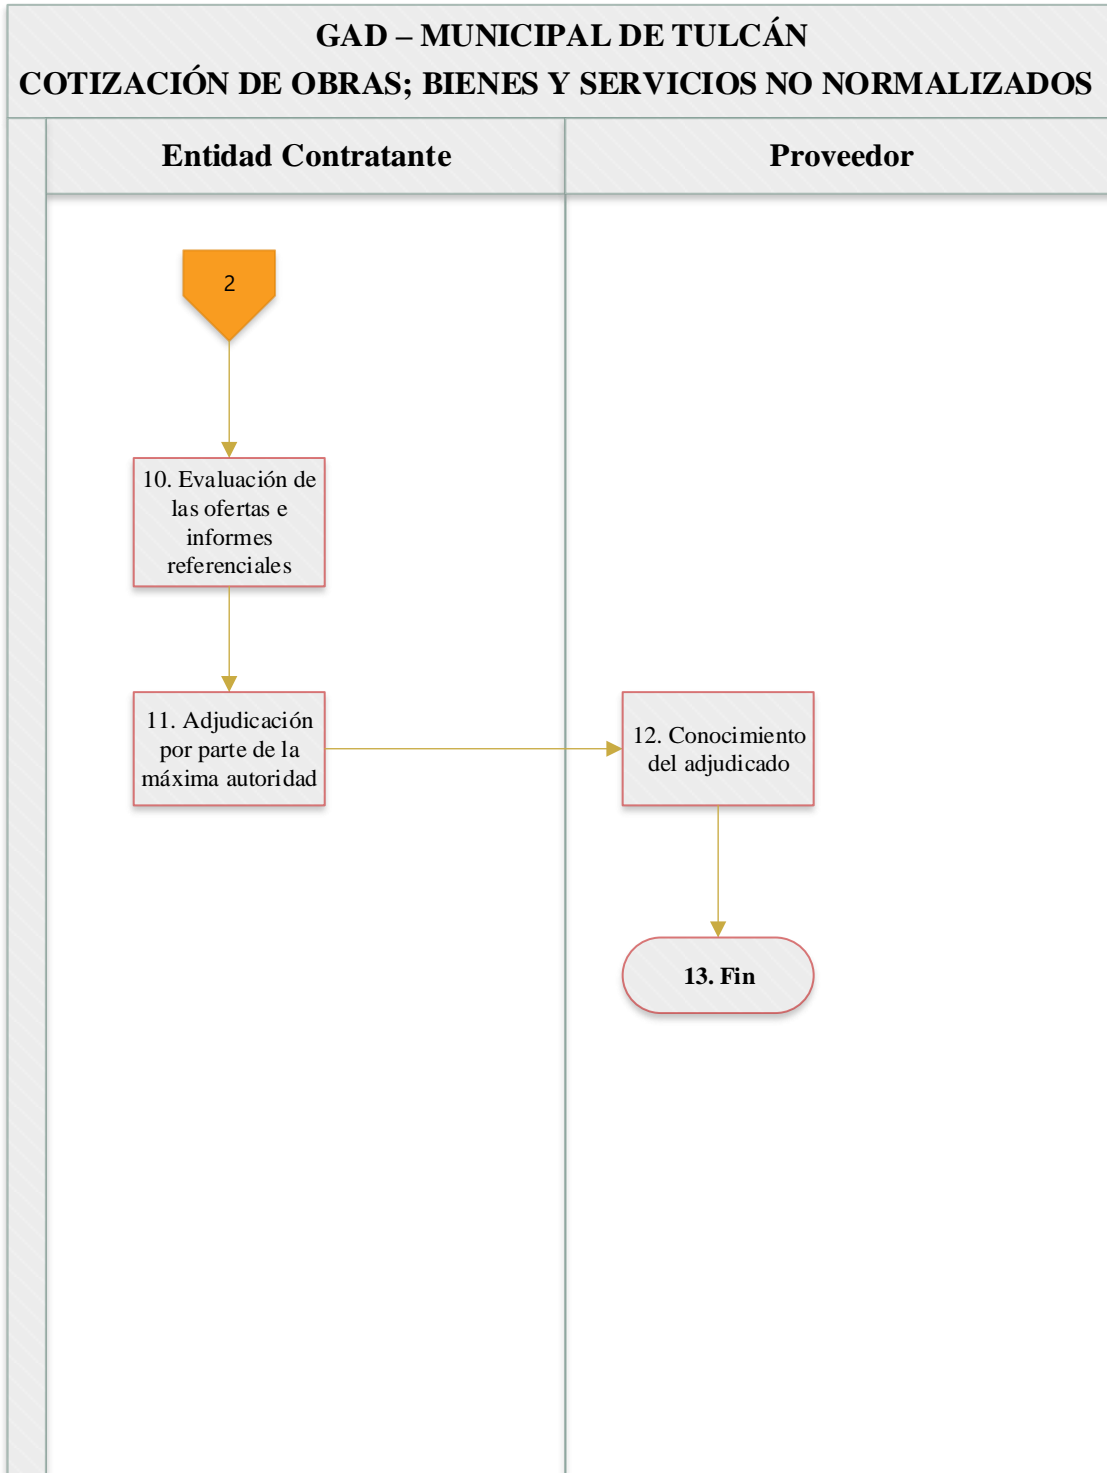 GAD – MUNICIPAL DE TULCÁN
COTIZACIÓN DE OBRAS; BIENES Y SERVICIOS NO NORMALIZADOS
Entidad Contratante
Proveedor
2
10. Evaluación de
las ofertas e
informes
referenciales
11. Adjudicación
por parte de la
máxima autoridad
12. Conocimiento
del adjudicado
13. Fin